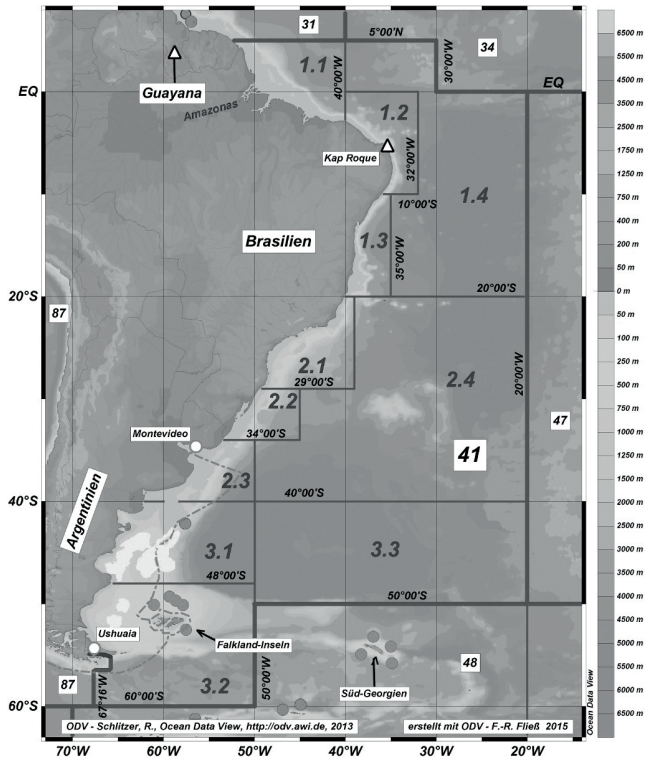 31
5°00'N
34
30°00'W
1.1
40°00'W
EQ
EQ
Guayana
Amazonas
1.2
Kap Roque
32°00'W
10°00'S
1.4
1.3
35°00'W
Brasilien
20°S
20°00'S
87
2.1
29°00'S
2.2
2.4
20°00'W
47
Montevideo
34°00'S
41
2.3
Argentinien
40°S
40°00'S
3.1
3.3
48°00'S
50°00'S
Ushuaia
Falkland-Inseln
48
87
67°16'W
60°00'S
3.2
50°00'W
Süd-Georgien
60°S
ODV - Schlitzer, R., Ocean Data View, http://odv.awi.de, 2013
erstellt mit ODV - F.-R. Fließ 2015
Ocean Data View
70°W
60°W
50°W
40°W
30°W
20°W
6500 m
5500 m
4500 m
3500 m
2500 m
1750 m
1250 m
750 m
400 m
200 m
50 m
0 m
50 m
100 m
250 m
500 m
750 m
1000 m
1250 m
1500 m
2000 m
2500 m
3000 m
3500 m
4000 m
4500 m
5000 m
5500 m
6000 m
6500 m